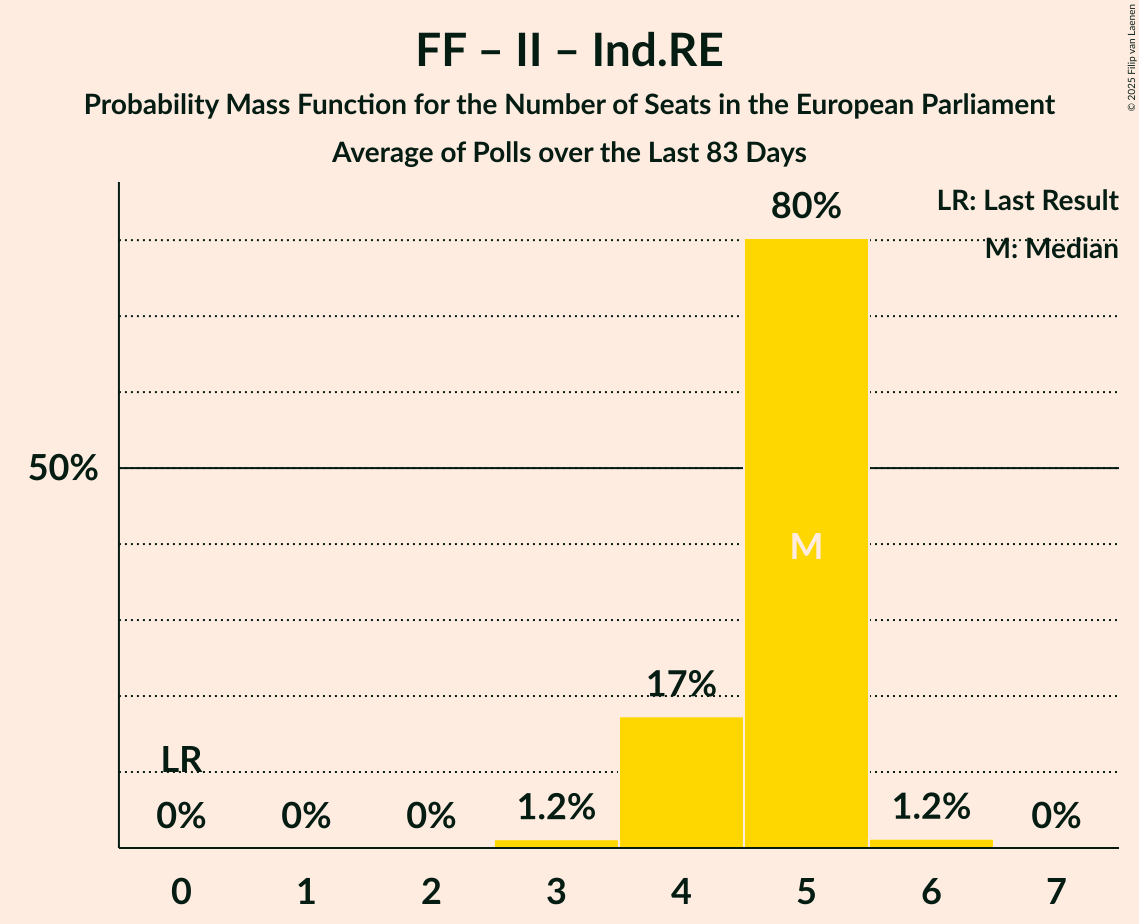 FF – II – Ind.RE
Probability Mass Function for the Number of Seats in the European Parliament
Average of Polls over the Last 83 Days
© 2025 Filip van Laenen
LR: Last Result
M: Median
80%
50%
M
17%
LR
0%
0%
0%
1.2%
1.2%
0%
0
1
2
3
4
5
6
7